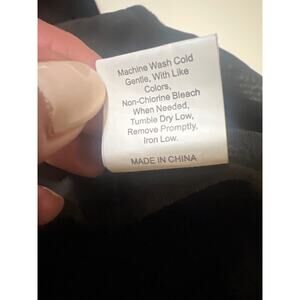 Machine Wash Cold
Gentle, With Like
Colors,
Non-Chlorine Bleach
When Needed,
Tumble Dry Low,
Remove Promptly,
Iron Low.
MADE IN CHINA